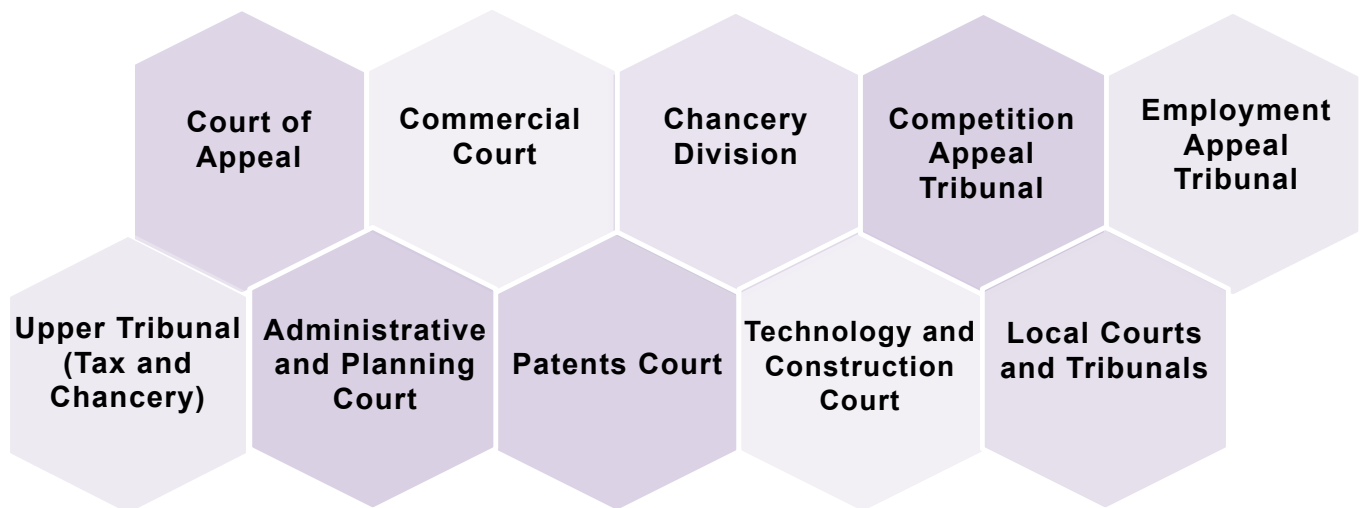 Court of
Appeal
Commercial
Court
Chancery
Division
Competition
Appeal
Tribunal
Employment
Appeal
Tribunal
Upper Tribunal
(Tax and
Chancery)
Administrative
and Planning
Court
Patents Court
Technology and
Construction
Court
Local Courts
and Tribunals